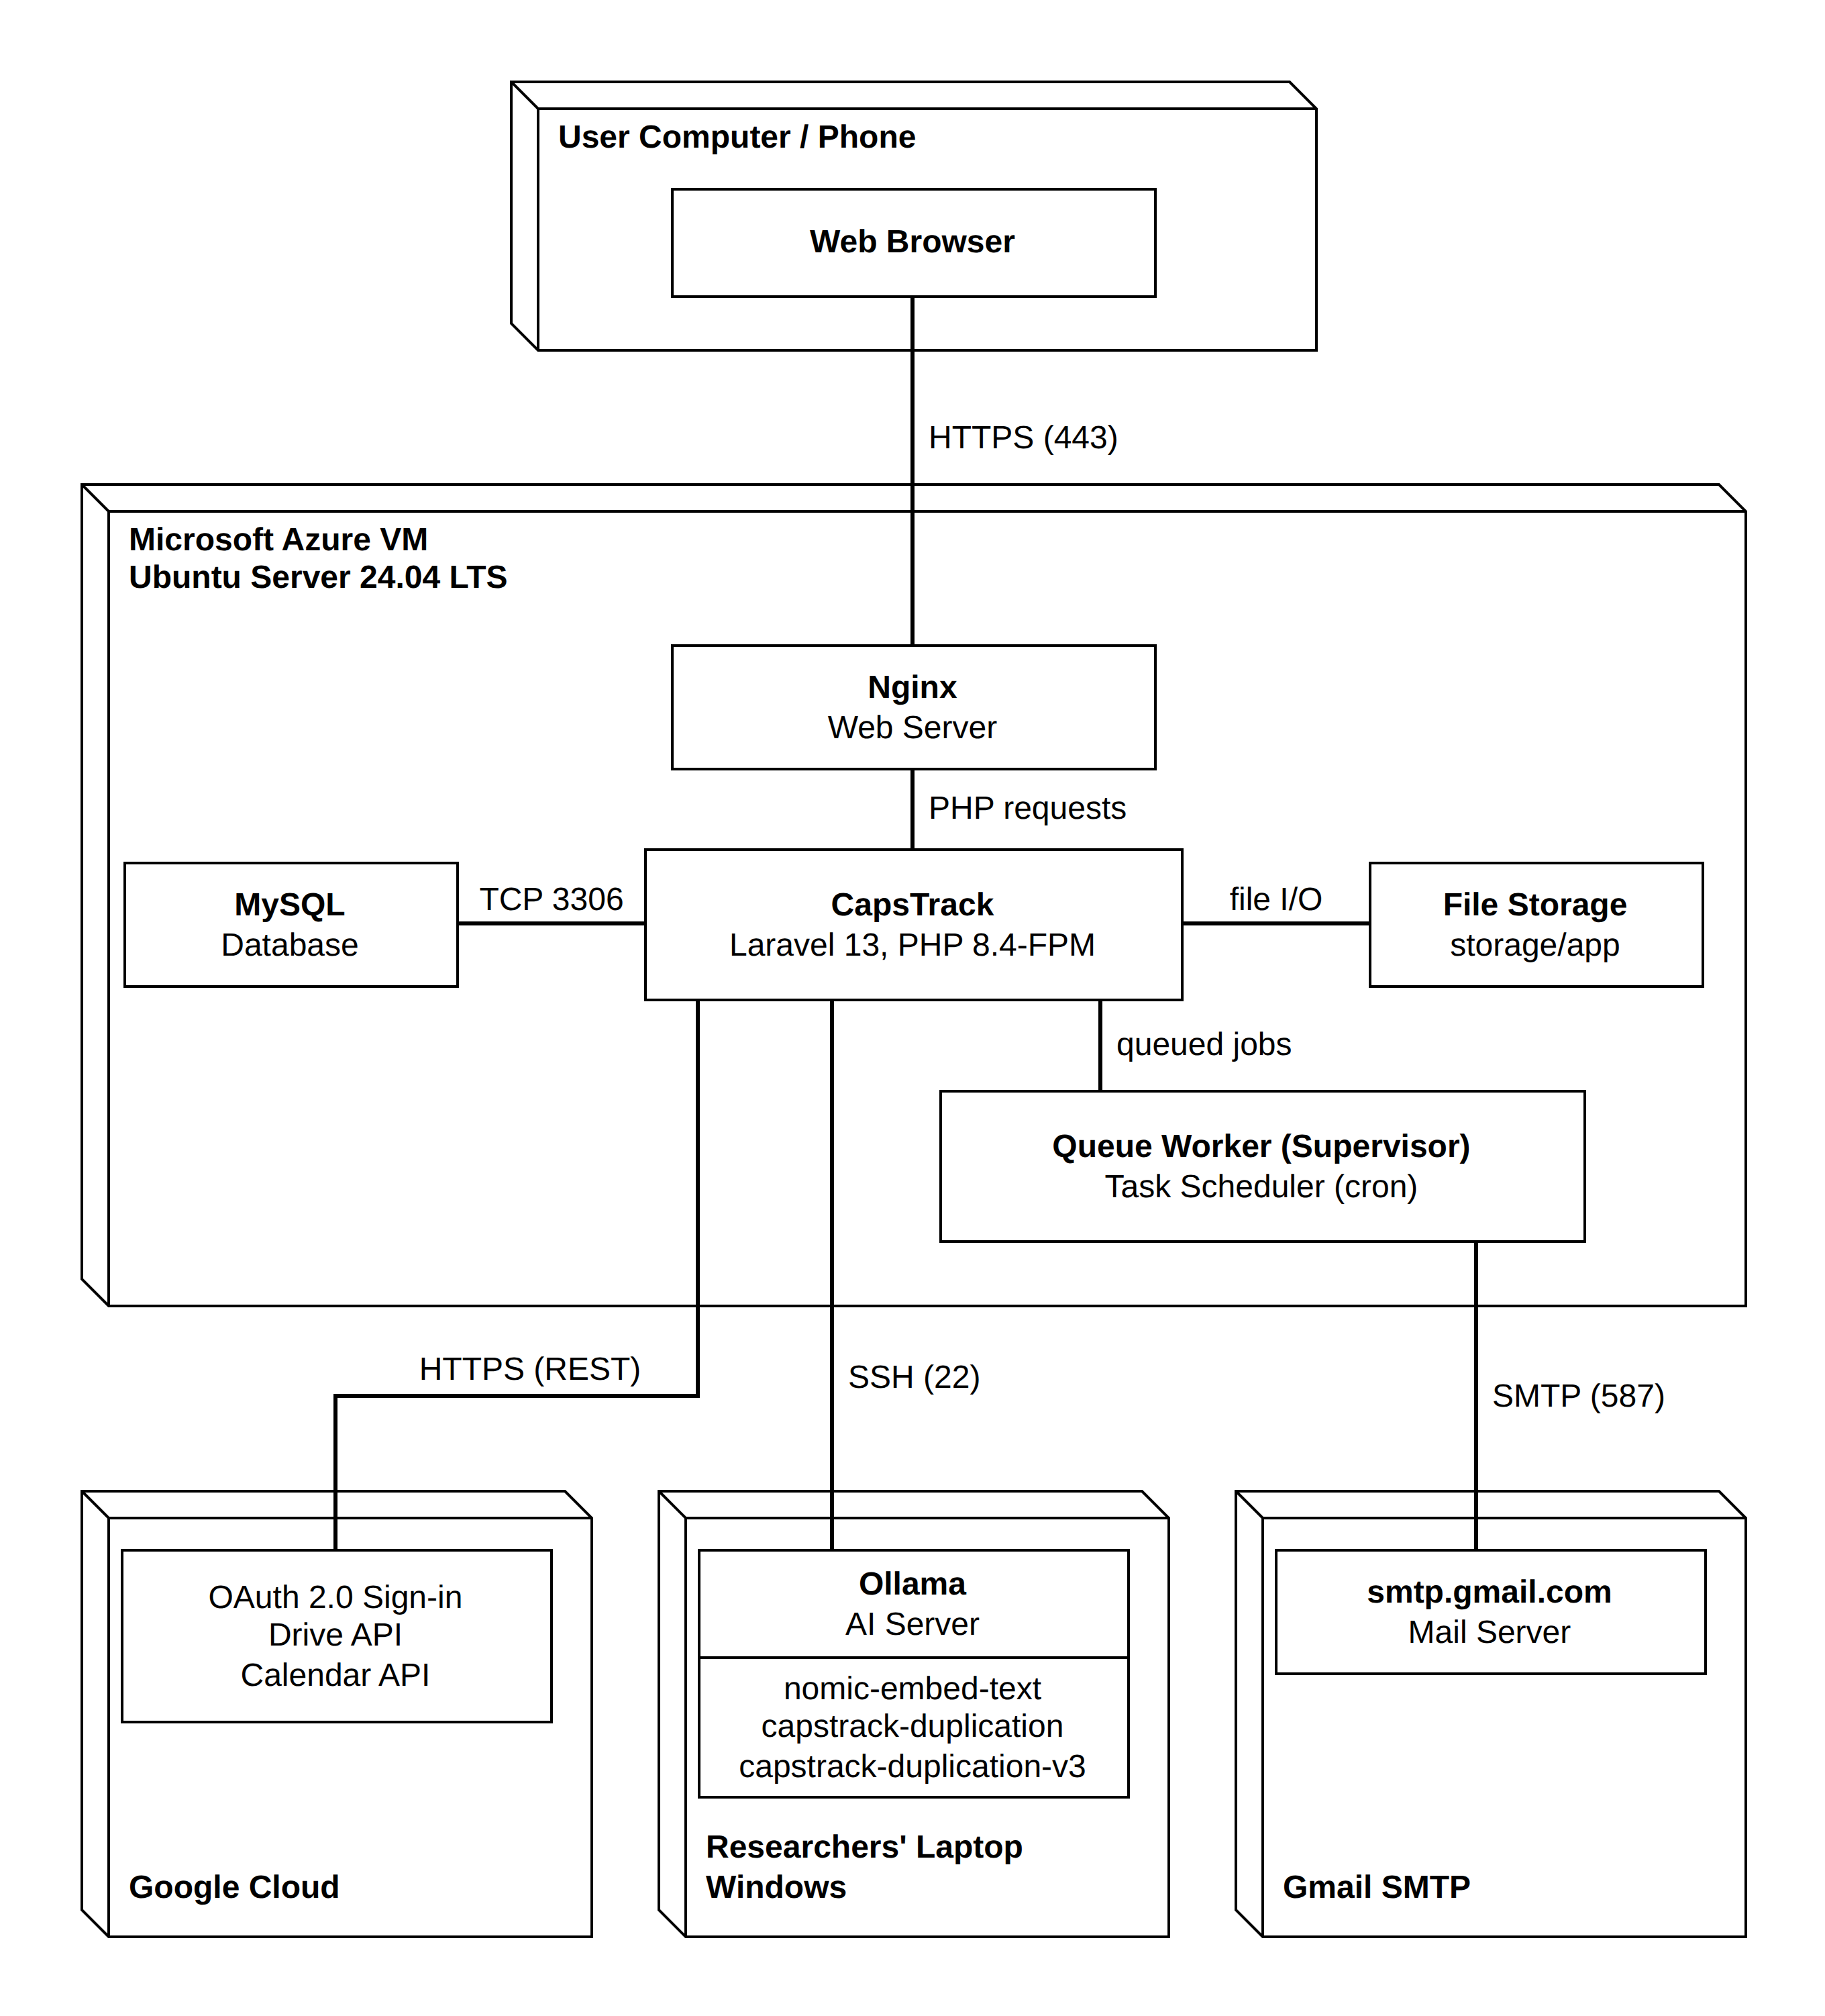 User Computer / Phone
Web Browser
HTTPS (443)
Microsoft Azure VM
Ubuntu Server 24.04 LTS
Nginx
Web Server
PHP requests
MySQL
Database
TCP 3306
CapsTrack
Laravel 13, PHP 8.4-FPM
file I/O
File Storage
storage/app
queued jobs
Queue Worker (Supervisor)
Task Scheduler (cron)
HTTPS (REST)
SSH (22)
SMTP (587)
OAuth 2.0 Sign-in
Drive API
Calendar API
Google Cloud
Ollama
AI Server
nomic-embed-text
capstrack-duplication
capstrack-duplication-v3
Researchers' Laptop
Windows
smtp.gmail.com
Mail Server
Gmail SMTP